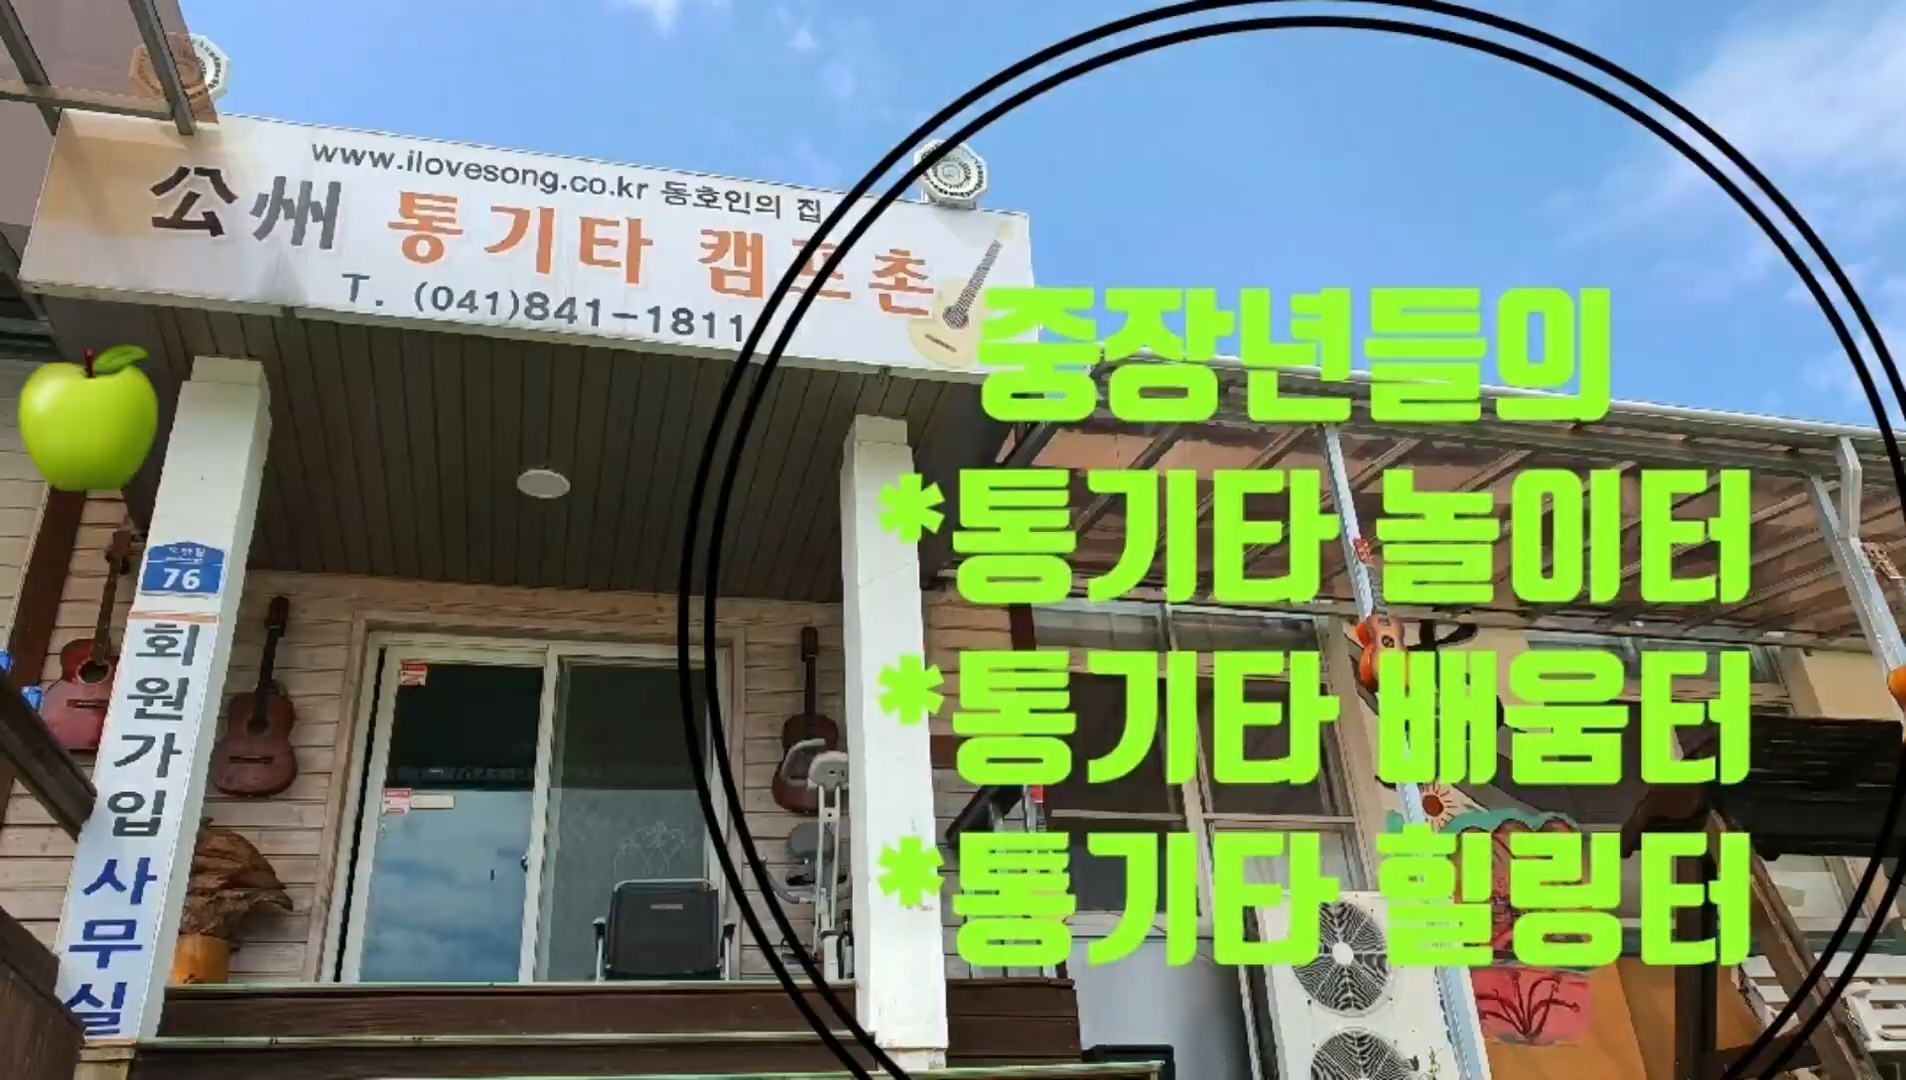 www.ilovesong.co.kr 동호인의 집
公州 통기타 캠프촌
T. (041)841-1811
76
회원가입
사무실
중장년들의
*통기타 놀이터
*통기타 배움터
*통기타 힐링터